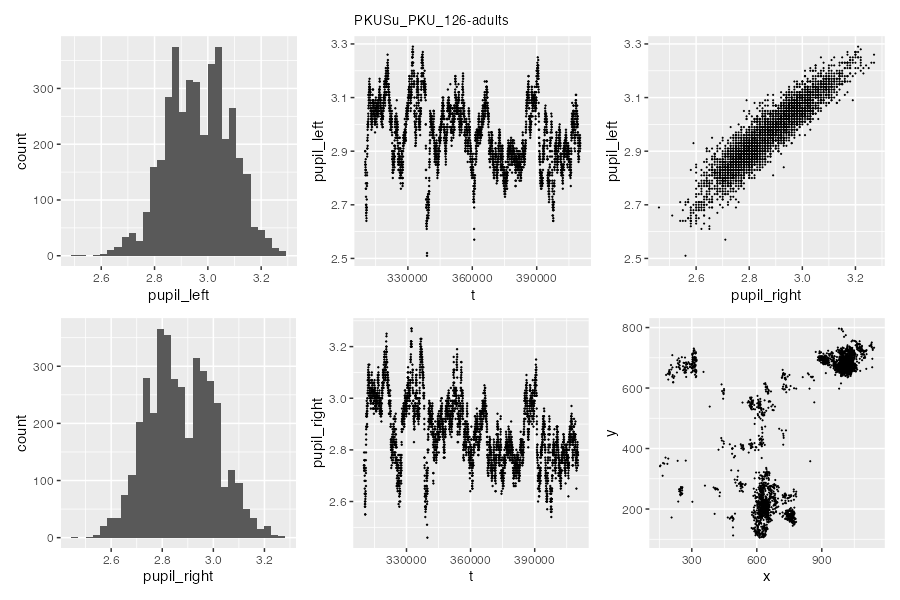 PKUSu_PKU_126-adults
count
300
200
100
0
2.6 2.8 3.0 3.2
pupil_left
pupil_left
3.3
3.1
2.9
2.7
2.5
330000 360000 390000
t
pupil_left
3.3
3.1
2.9
2.7
2.5
2.6 2.8 3.0 3.2
pupil_right
count
300
200
100
0
2.6 2.8 3.0 3.2
pupil_right
pupil_right
3.2
3.0
2.8
2.6
330000 360000 390000
t
y
800
600
400
200
300 600 900
x